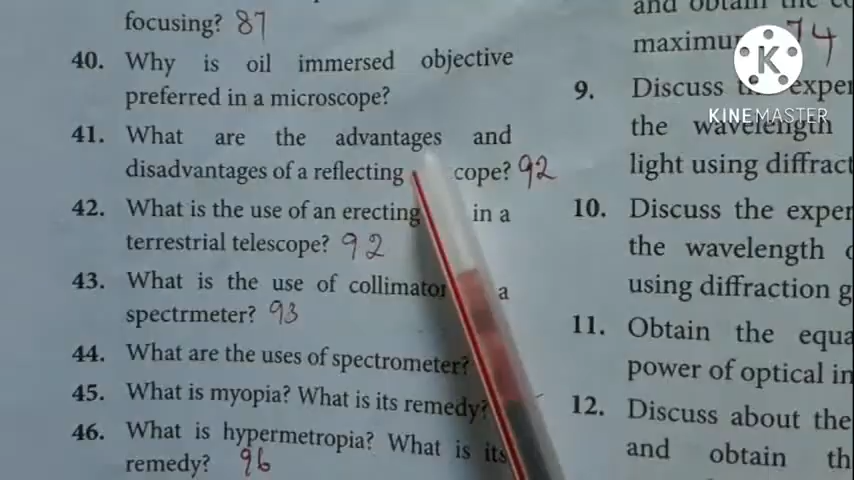 focusing? 87
40. Why is oil immersed objective
preferred in a microscope?
41. What are the advantages and
disadvantages of a reflecting cope? 92
42. What is the use of an erecting in a
terrestrial telescope? 92
43. What is the use of collimator a
spectrmeter? 93
44. What are the uses of spectrometer?
45. What is myopia? What is its remedy?
46. What is hypermetropia? What is its
remedy? 96
and obtain the
maximu 74
9. Discuss exper
the wavelength
light using diffract
10. Discuss the exper
the wavelength
using diffraction g
11. Obtain the equa
power of optical in
12. Discuss about the
and obtain th
K
KINEMASTER